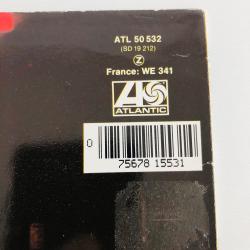 ATL 50 532
(SD 19 212)
Z
France: WE 341
ATLANTIC
0
75678 15531